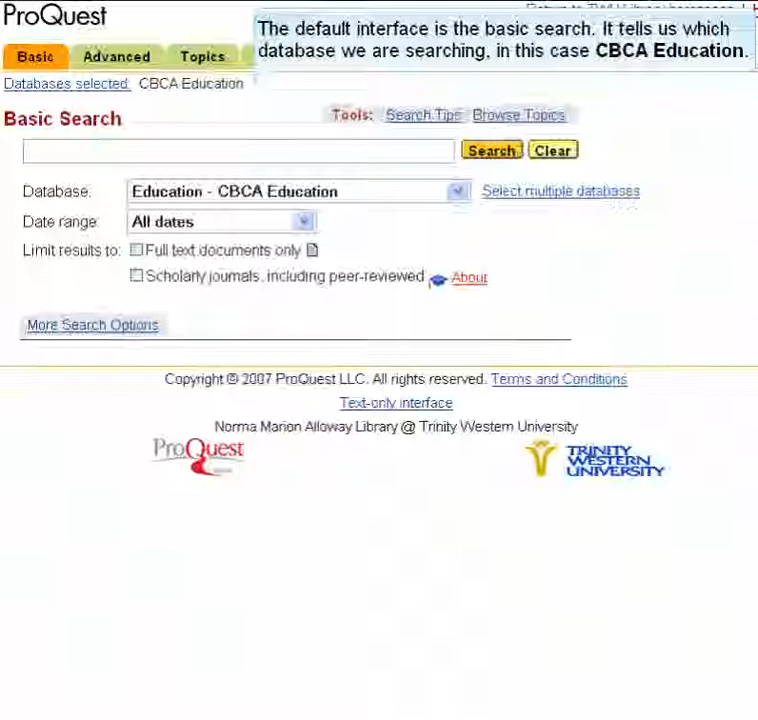 ProQuest
The default interface is the basic search. It tells us which
database we are searching, in this case CBCA Education.
Basic Advanced Topics
Databases selected: CBCA Education
Basic Search
Tools: Search Tips Browse Topics
Search Clear
Database: Education - CBCA Education Select multiple databases
Date range: All dates
Limit results to: Full text documents only
Scholarly journals, including peer-reviewed About
More Search Options
Copyright © 2007 ProQuest LLC. All rights reserved. Terms and Conditions
Text-only interface
Norma Marion Alloway Library @ Trinity Western University
ProQuest
TRINITY
WESTERN
UNIVERSITY